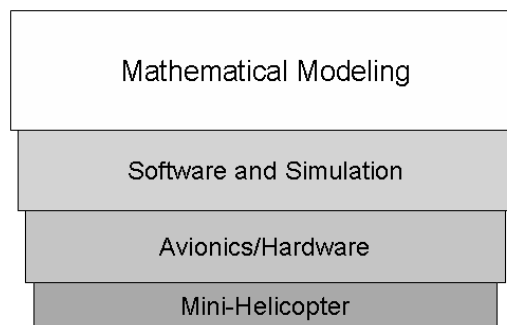 Mathematical Modeling
Software and Simulation
Avionics/Hardware
Mini-Helicopter